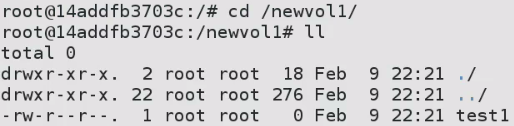 root@14addfb3703c:/# cd /newvol1/
root@14addfb3703c:/newvol1# ll
total 0
drwxr-xr-x.  2 root root  18 Feb  9 22:21 ./
drwxr-xr-x. 22 root root 276 Feb  9 22:21 ../
-rw-r--r--.  1 root root   0 Feb  9 22:21 test1